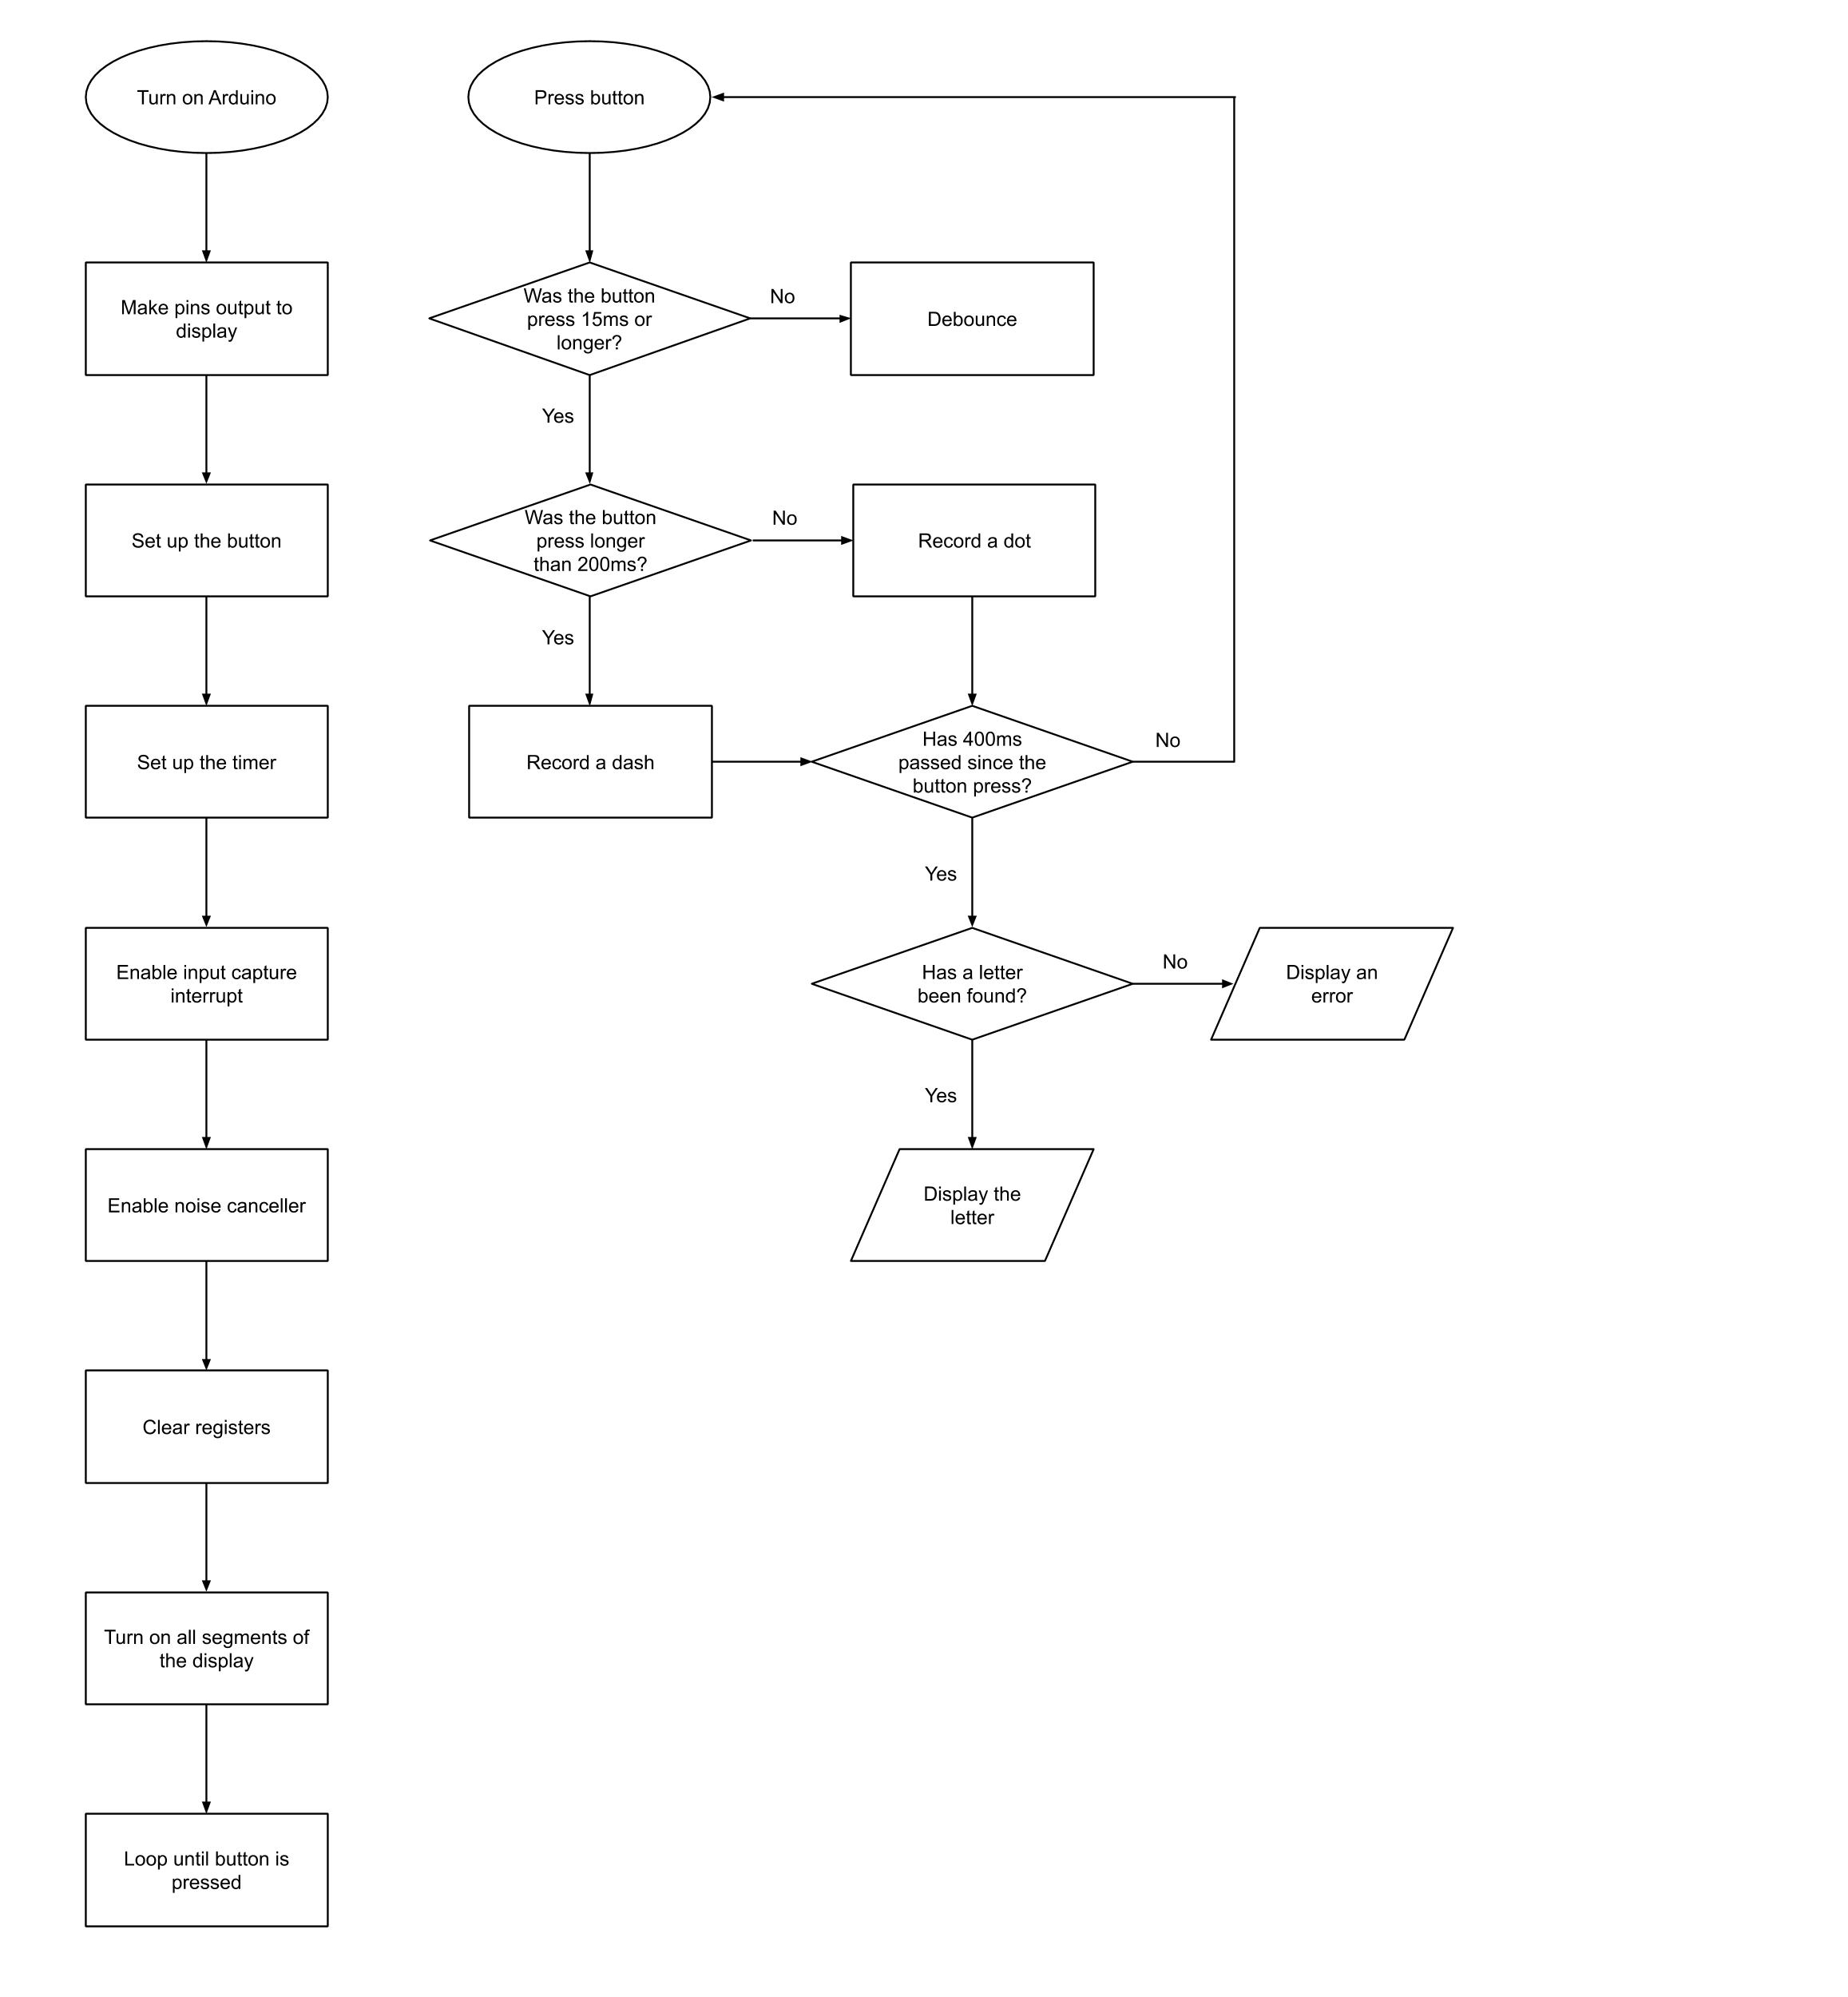 Turn on Arduino
Make pins output to
display
Set up the button
Set up the timer
Enable input capture
interrupt
Enable noise canceller
Clear registers
Turn on all segments of
the display
Loop until button is
pressed
Press button
Was the button
press 15ms or
longer?
No
Debounce
Yes
Was the button
press longer
than 200ms?
No
Record a dot
Yes
Record a dash
Has 400ms
passed since the
button press?
No
Yes
Has a letter
been found?
No
Display an
error
Yes
Display the
letter